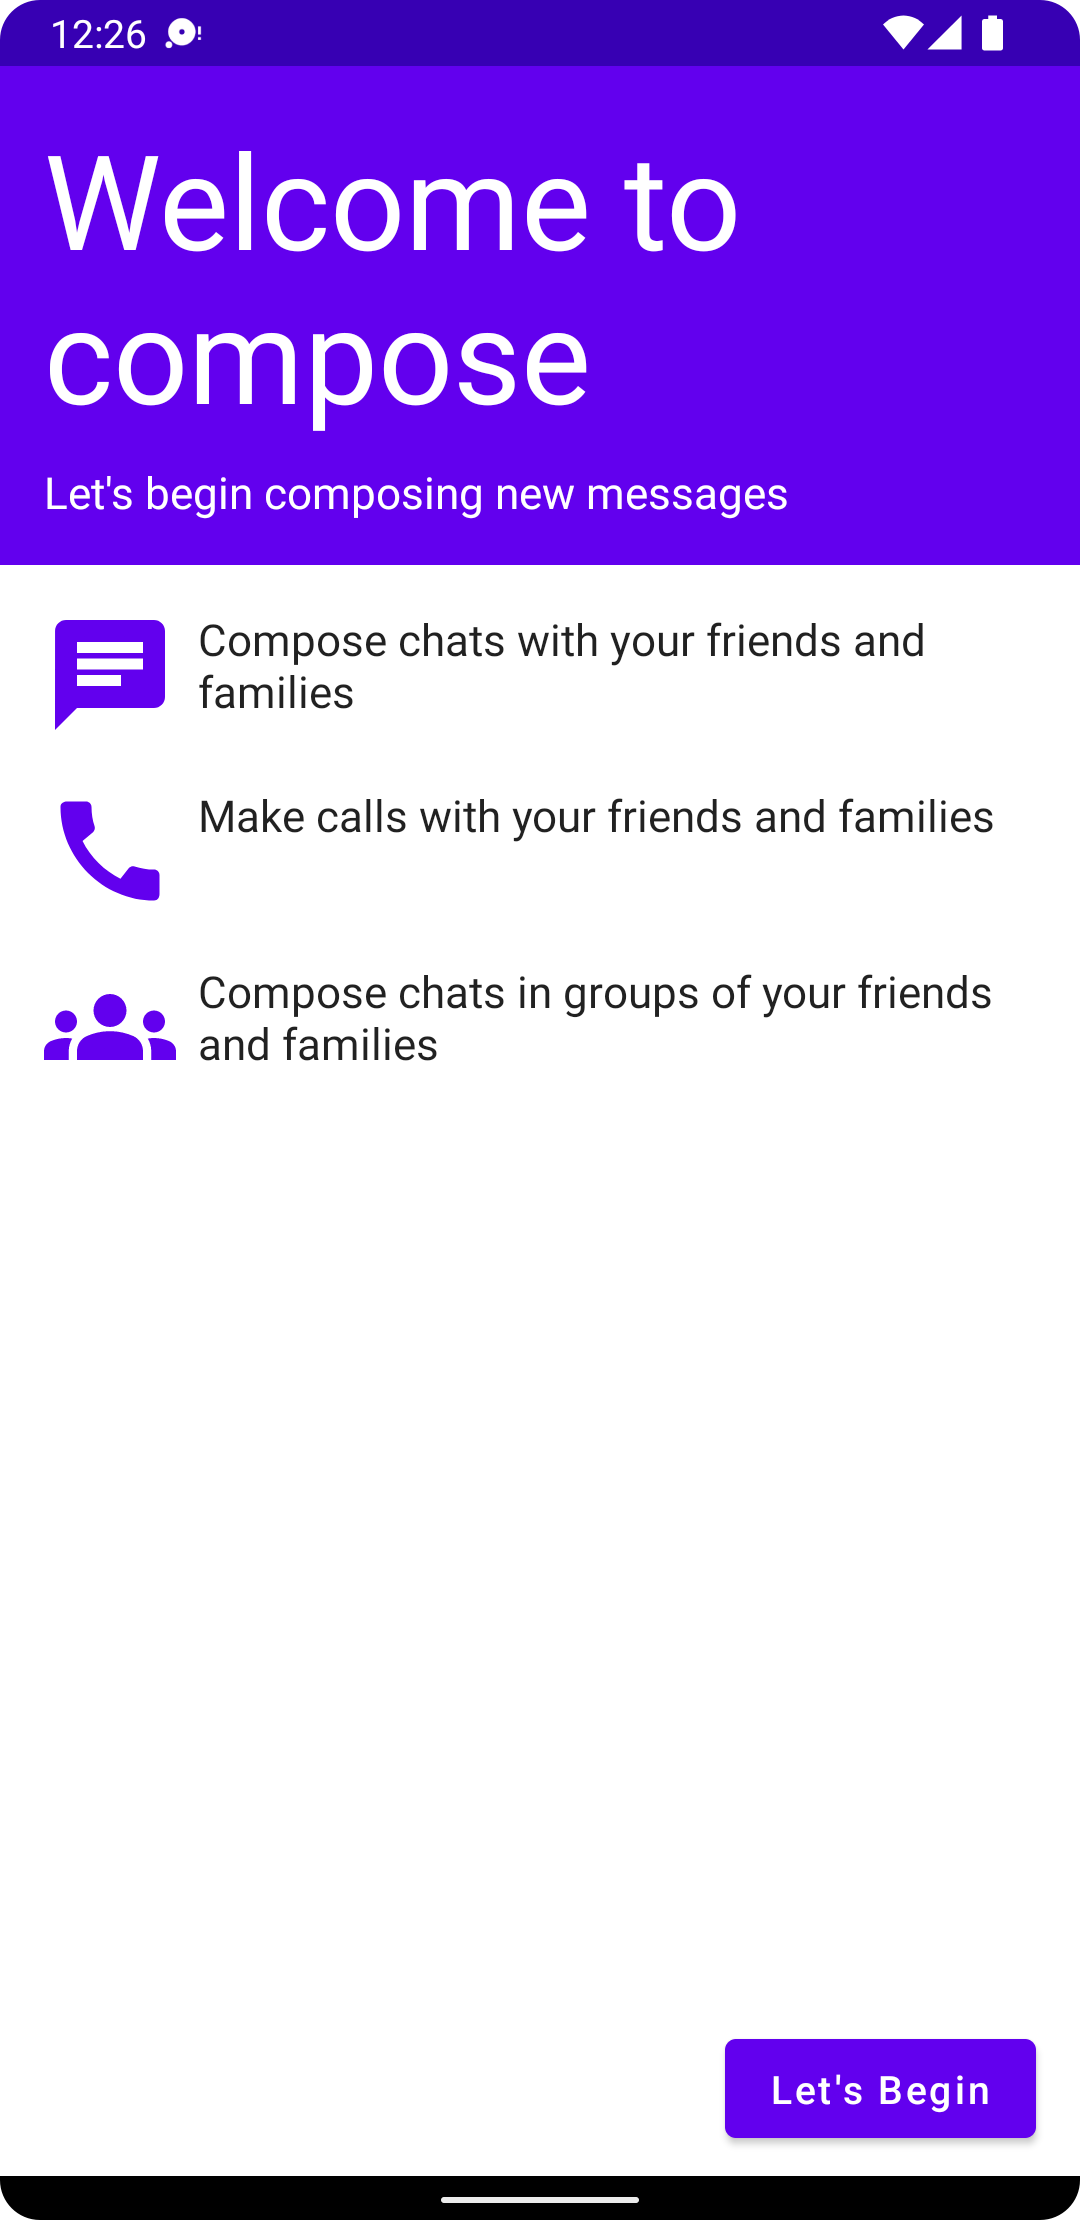 12:26
Welcome to
compose
Let's begin composing new messages
Compose chats with your friends and
families
Make calls with your friends and families
Compose chats in groups of your friends
and families
Let's Begin